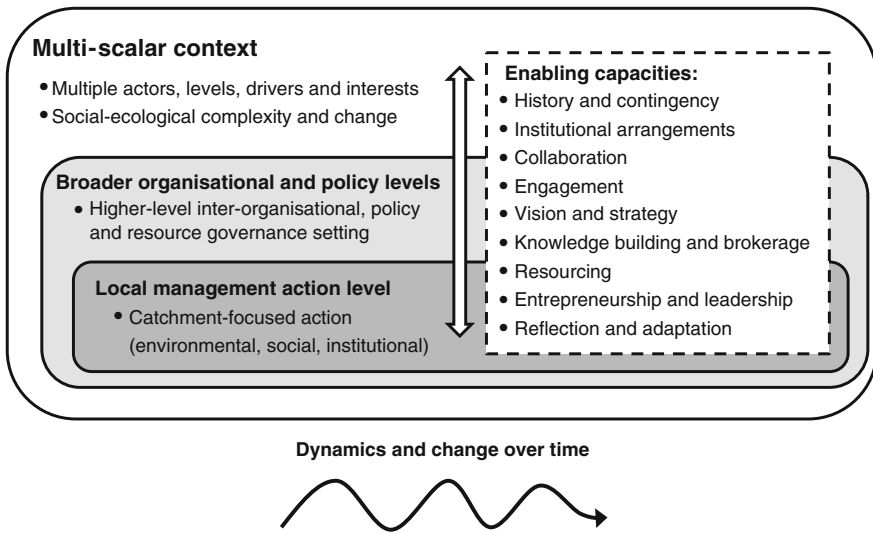 Multi-scalar context
• Multiple actors, levels, drivers and interests
• Social-ecological complexity and change
Broader organisational and policy levels
• Higher-level inter-organisational, policy
and resource governance setting
Local management action level
• Catchment-focused action
(environmental, social, institutional)
Enabling capacities:
• History and contingency
• Institutional arrangements
• Collaboration
• Engagement
• Vision and strategy
• Knowledge building and brokerage
• Resourcing
• Entrepreneurship and leadership
• Reflection and adaptation
Dynamics and change over time